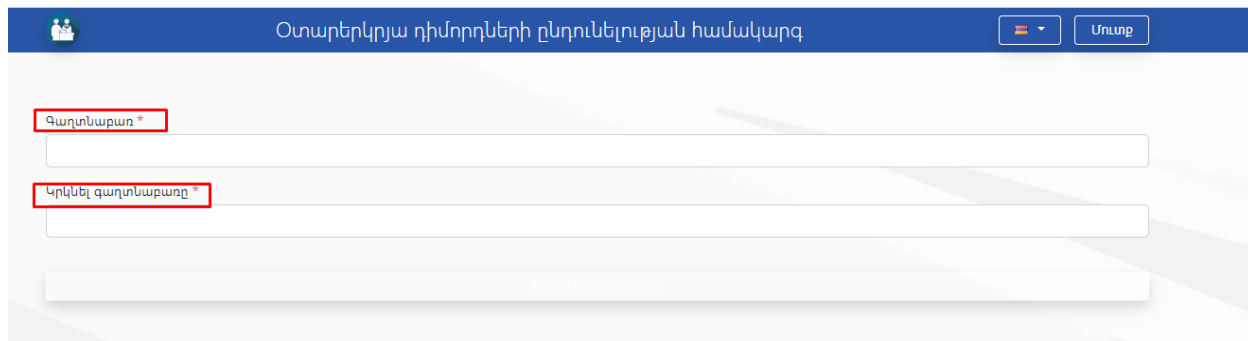 Օտարերկրյա դիմորդների ընդունելության համակարգ
Մուտք
Գաղտնաբառ *
Կրկնել գաղտնաբառը *